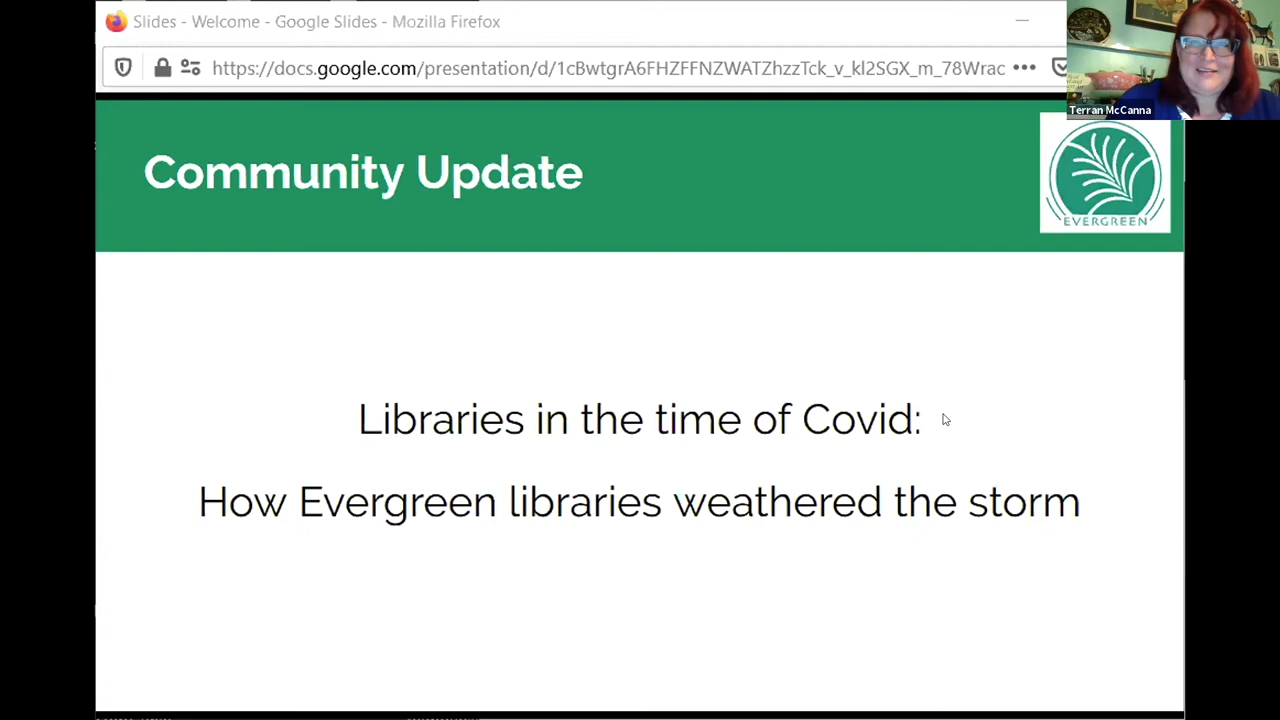 Slides - Welcome - Google Slides - Mozilla Firefox
https://docs.google.com/presentation/d/1cBwtgrA6FHZFFNZWATZhzzTck_v_kl2SGX_m_78Wrac
Terran McCanna
Community Update
EVERGREEN
Libraries in the time of Covid:
How Evergreen libraries weathered the storm